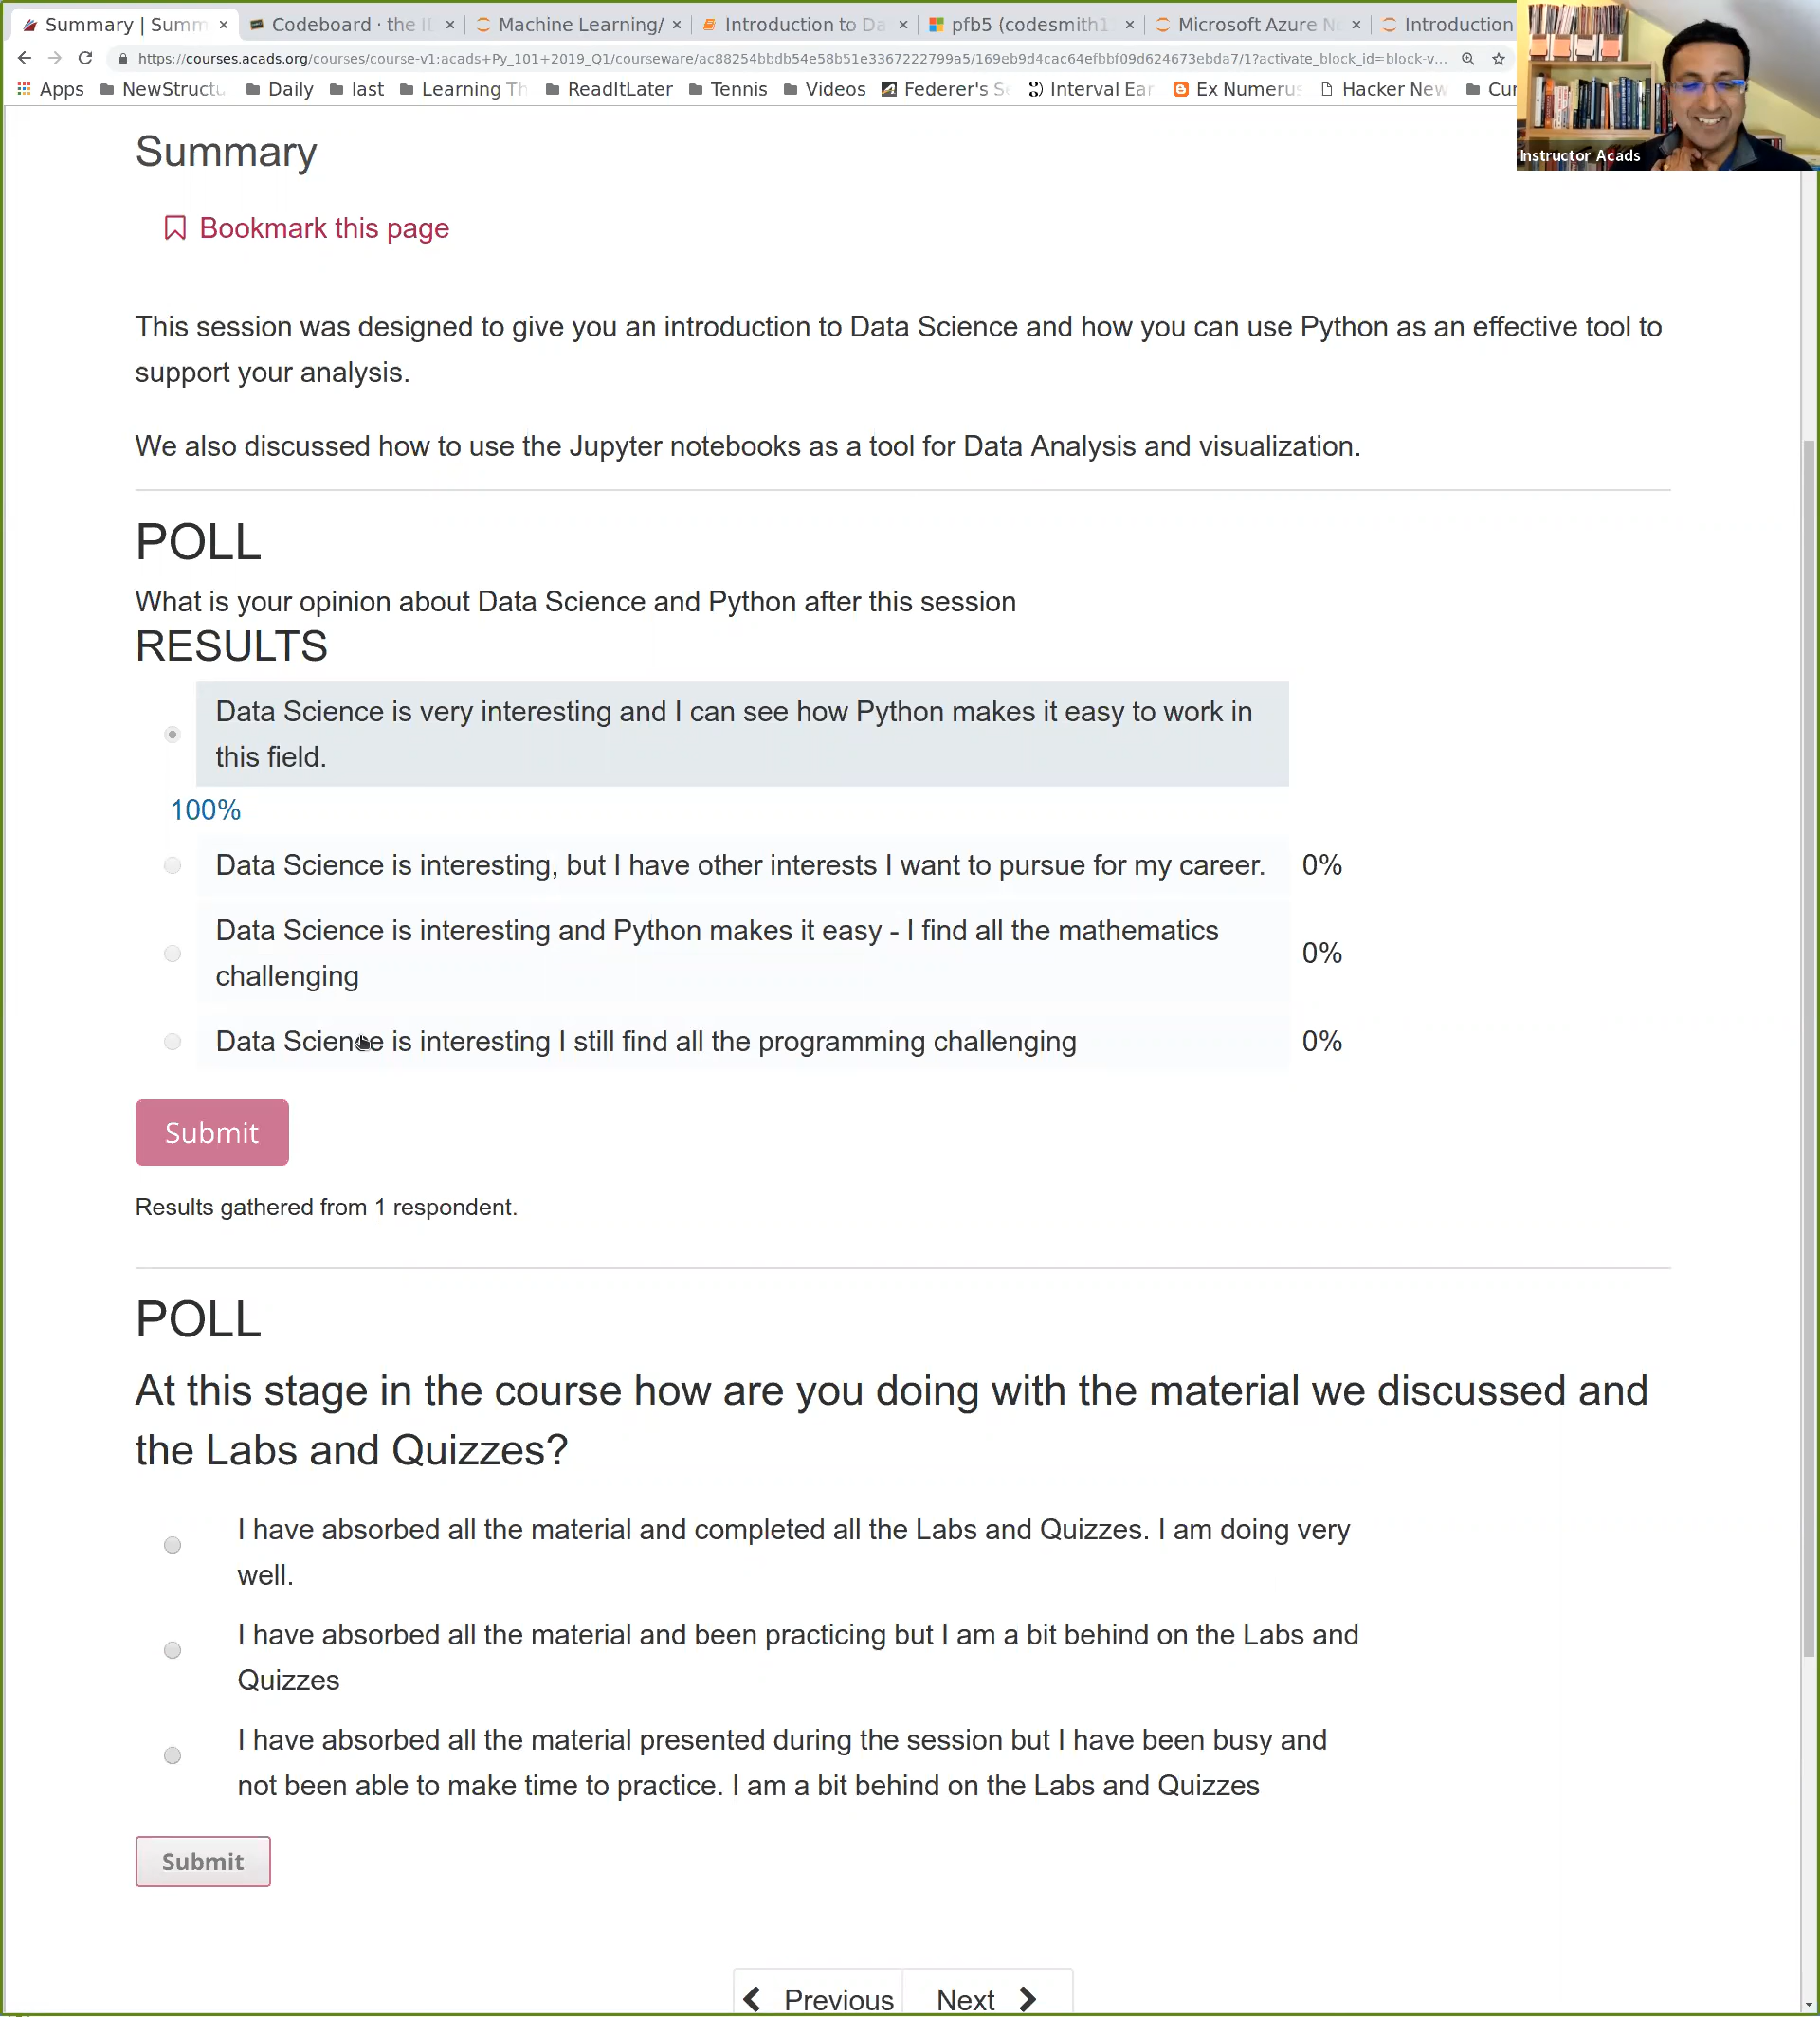 Summary | Summ
Codeboard · the I
Machine Learning/
Introduction to Da
pfb5 (codesmith1
Microsoft Azure N
Introduction
https://courses.acads.org/courses/course-v1:acads+Py_101+2019_Q1/courseware/ac88254bbdb54e58b51e3367222799a5/169eb9d4cac64efbbf09d624673ebda7/1?activate_block_id=block-v...
Apps NewStructu Daily last Learning Th ReadItLater Tennis Videos Federer's S Interval Ear Ex Numerus Hacker New Cur
Instructor Acads
Summary
Bookmark this page
This session was designed to give you an introduction to Data Science and how you can use Python as an effective tool to
support your analysis.
We also discussed how to use the Jupyter notebooks as a tool for Data Analysis and visualization.
POLL
What is your opinion about Data Science and Python after this session
RESULTS
Data Science is very interesting and I can see how Python makes it easy to work in
this field.
100%
Data Science is interesting, but I have other interests I want to pursue for my career. 0%
Data Science is interesting and Python makes it easy - I find all the mathematics
challenging
0%
Data Science is interesting I still find all the programming challenging 0%
Submit
Results gathered from 1 respondent.
POLL
At this stage in the course how are you doing with the material we discussed and
the Labs and Quizzes?
I have absorbed all the material and completed all the Labs and Quizzes. I am doing very
well.
I have absorbed all the material and been practicing but I am a bit behind on the Labs and
Quizzes
I have absorbed all the material presented during the session but I have been busy and
not been able to make time to practice. I am a bit behind on the Labs and Quizzes
Submit
Previous Next